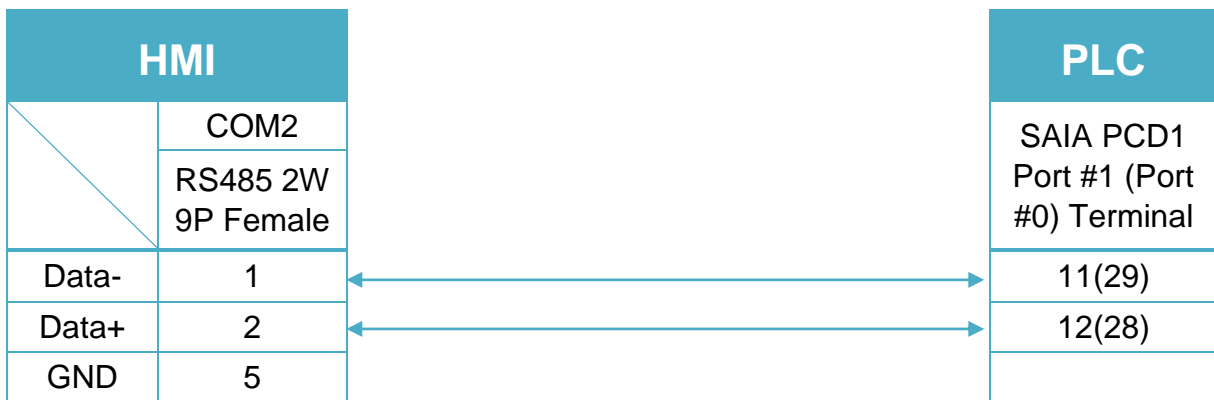 HMI
PLC
COM2
RS485 2W
9P Female
SAIA PCD1
Port #1 (Port
#0) Terminal
Data- 1 11(29)
Data+ 2 12(28)
GND 5